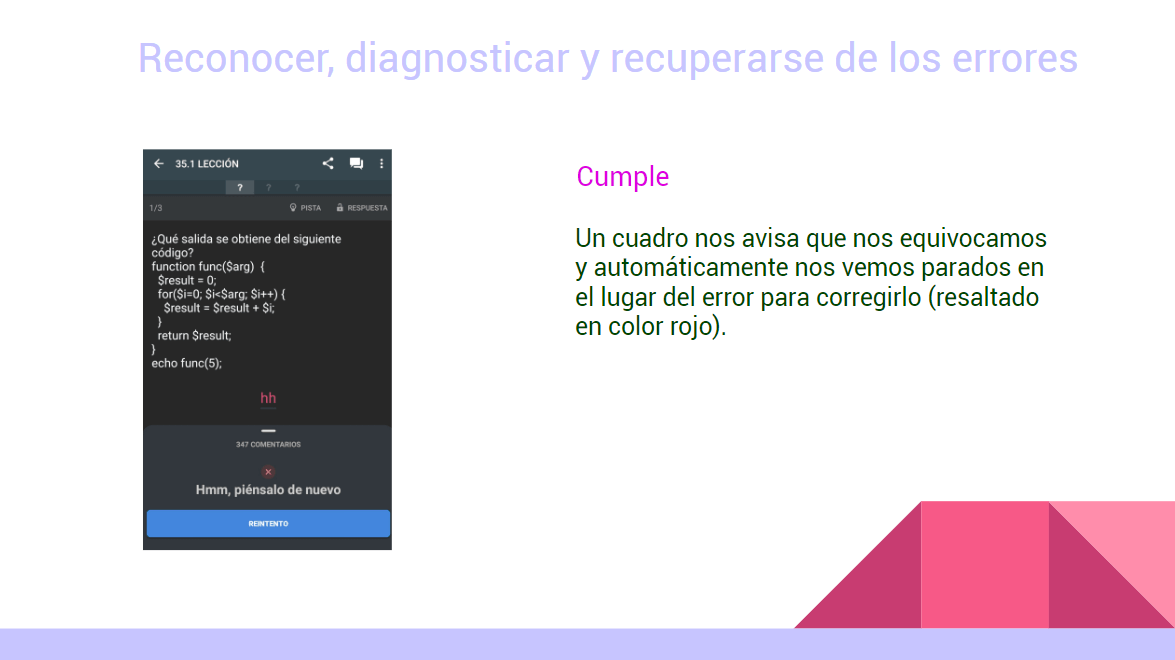 Reconocer, diagnosticar y recuperarse de los errores
35.1 LECCIÓN
? ? ?
1/3 PISTA RESPUESTA
¿Qué salida se obtiene del siguiente
código?
function func($arg) {
$result = 0;
for($i=0; $i<$arg; $i++) {
$result = $result + $i;
}
return $result;
}
echo func(5);
hh
347 COMENTARIOS
Hmm, piénsalo de nuevo
REINTENTO
Cumple
Un cuadro nos avisa que nos equivocamos
y automáticamente nos vemos parados en
el lugar del error para corregirlo (resaltado
en color rojo).